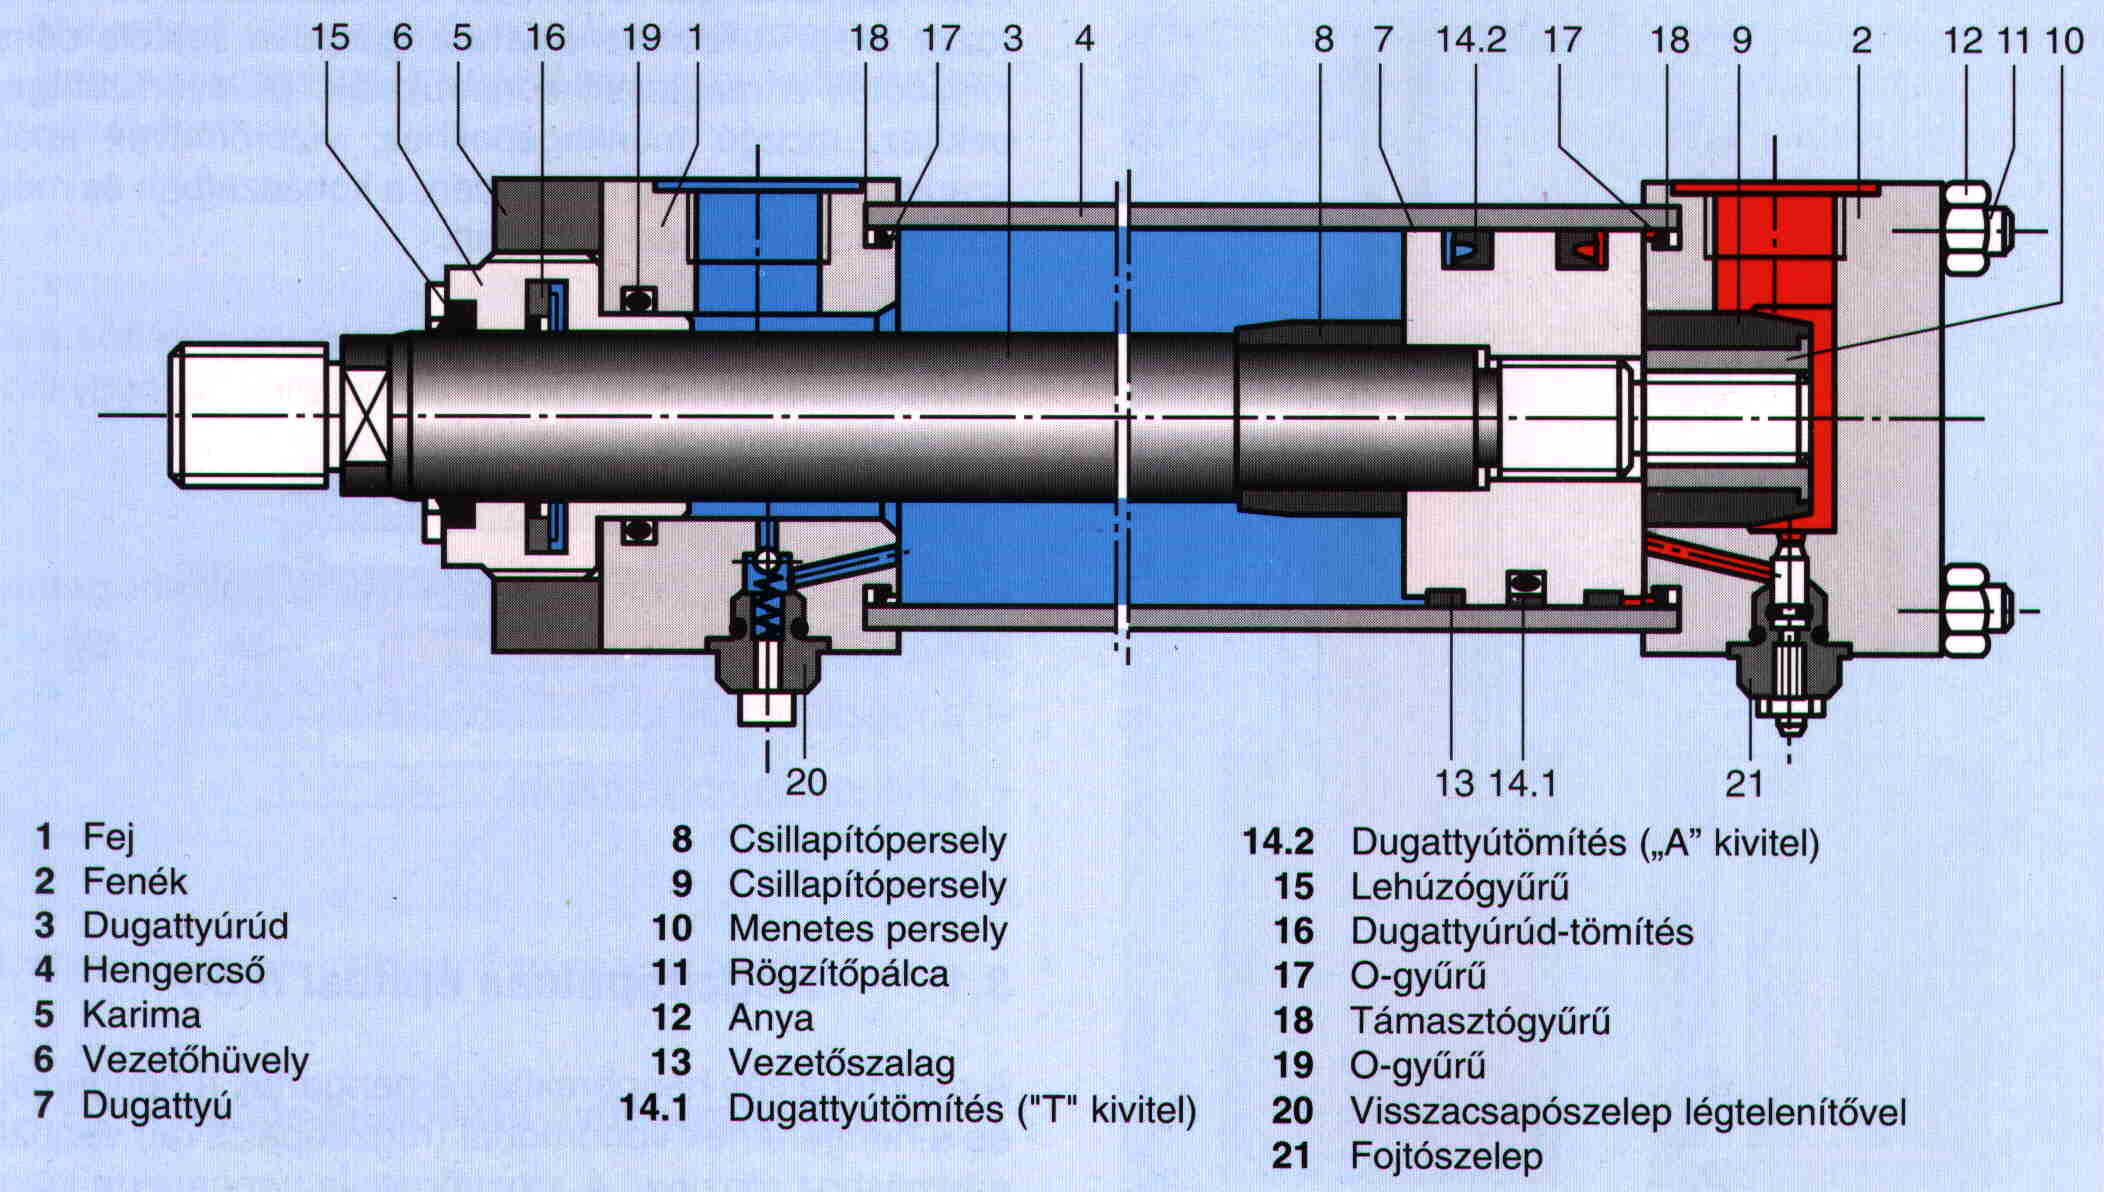 15 6 5 16 19 1 18 17 3 4 8 7 14.2 17 18 9 2 12 11 10
20 13 14.1 21
1 Fej
2 Fenék
3 Dugattyúrúd
4 Hengercső
5 Karima
6 Vezetőhüvely
7 Dugattyú
8 Csillapítópersely
9 Csillapítópersely
10 Menetes persely
11 Rögzítőpálca
12 Anya
13 Vezetőszalag
14.1 Dugattyútömítés ("T" kivitel)
14.2 Dugattyútömítés („A” kivitel)
15 Lehúzógyűrű
16 Dugattyúrúd-tömítés
17 O-gyűrű
18 Támasztógyűrű
19 O-gyűrű
20 Visszacsapószelep légtelenítővel
21 Fojtószelep